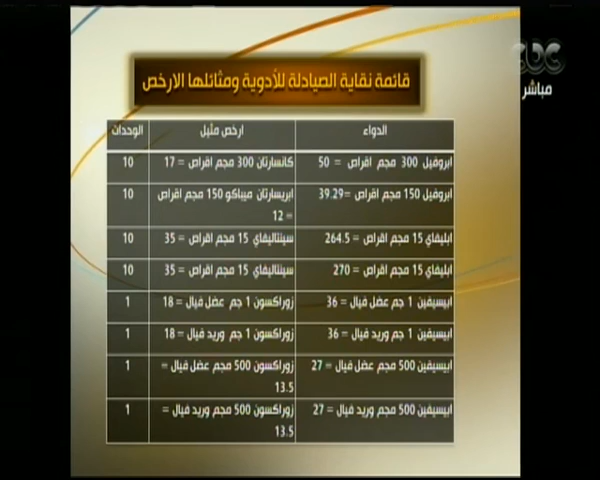 cbc
مباشر
قائمة نقابة الصيادلة للأدوية ومثائلها الارخص
الدواء ارخص مثيل الوحدات
ابروفيل 300 مجم اقراص = 50 كانسارتان 300 مجم اقراص = 17 10
ابروفيل 150 مجم اقراص =39.29 ابريسارتان ميباكو 150 مجم اقراص 10
= 12
ابليفاي 15 مجم اقراص = 264.5 سينتاليفاي 15 مجم اقراص = 35 10
ابليفاي 15 مجم اقراص = 270 سينتاليفاي 15 مجم اقراص = 35 10
ابيسيفين 1 جم عضل فيال = 36 زوراكسون 1 جم عضل فيال = 18 1
ابيسيفين 1 جم وريد فيال = 36 زوراكسون 1 جم وريد فيال = 18 1
ابيسيفين 500 مجم عضل فيال = 27 زوراكسون 500 مجم عضل فيال = 1
13.5
ابيسيفين 500 مجم وريد فيال = 27 زوراكسون 500 مجم وريد فيال = 1
13.5